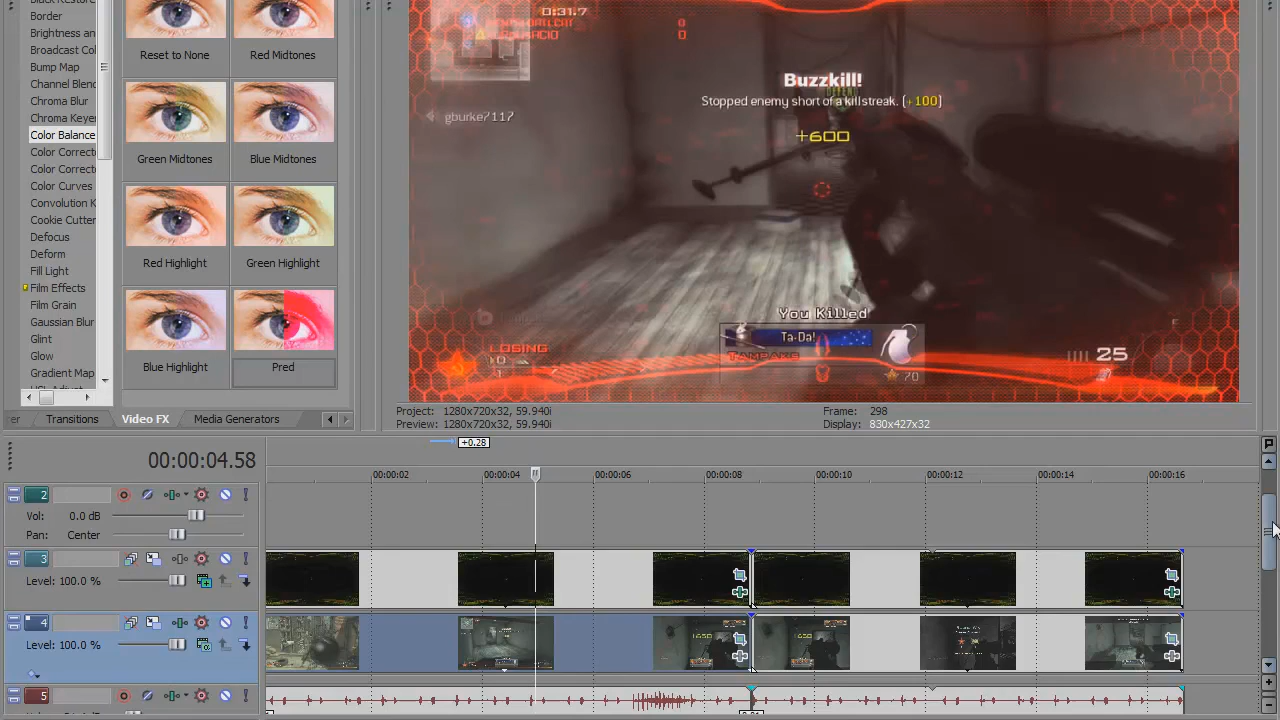 Border
Brightness an
Broadcast Col
Bump Map
Channel Blend
Chroma Blur
Chroma Keyer
Color Balance
Color Correct
Color Correct
Color Curves
Convolution K
Cookie Cutter
Defocus
Deform
Fill Light
Film Effects
Film Grain
Gaussian Blur
Glint
Glow
Gradient Map
Reset to None
Red Midtones
Green Midtones
Blue Midtones
Red Highlight
Green Highlight
Blue Highlight
Pred
er
Transitions
Video FX
Media Generators
0:31.7
0
0
gburke7117
Buzzkill!
Stopped enemy short of a killstreak. (+100)
+600
You Killed
Ta-Da!
70
LOSING
0
25
Project: 1280x720x32, 59.940i
Preview: 1280x720x32, 59.940i
Frame: 298
Display: 830x427x32
+0.28
00:00:04.58
00:00:02
00:00:04
00:00:06
00:00:08
00:00:10
00:00:12
00:00:14
00:00:16
2
Vol: 0.0 dB
Pan: Center
3
Level: 100.0 %
4
Level: 100.0 %
5